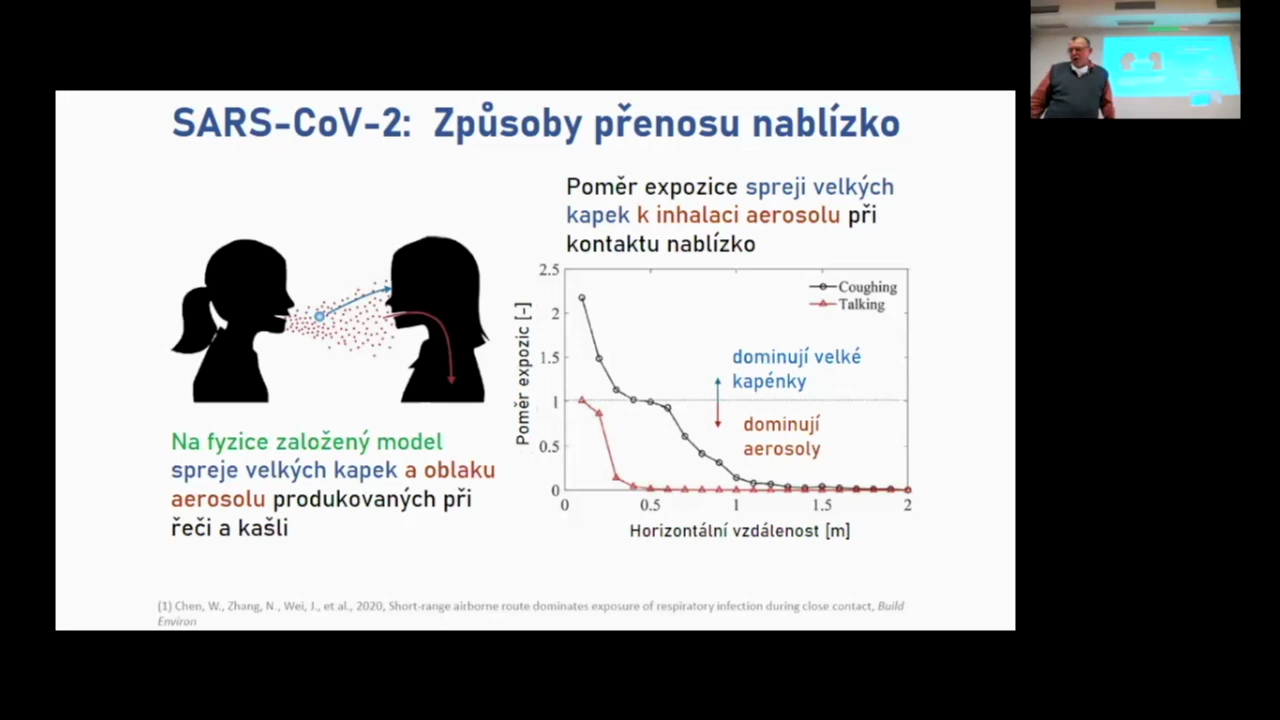 SARS-CoV-2: Způsoby přenosu nablízko
Poměr expozice spreji velkých
kapek k inhalaci aerosolu při
kontaktu nablízko
Na fyzice založený model
spreje velkých kapek a oblaku
aerosolu produkovaných při
řeči a kašli
Poměr expozic [-]
2.5
2
1.5
1
0.5
0
Coughing
Talking
dominují velké
kapénky
dominují
aerosoly
0 0.5 1 1.5 2
Horizontální vzdálenost [m]
(1) Chen, W., Zhang, N., Wei, J., et al., 2020, Short-range airborne route dominates exposure of respiratory infection during close contact, Build
Environ